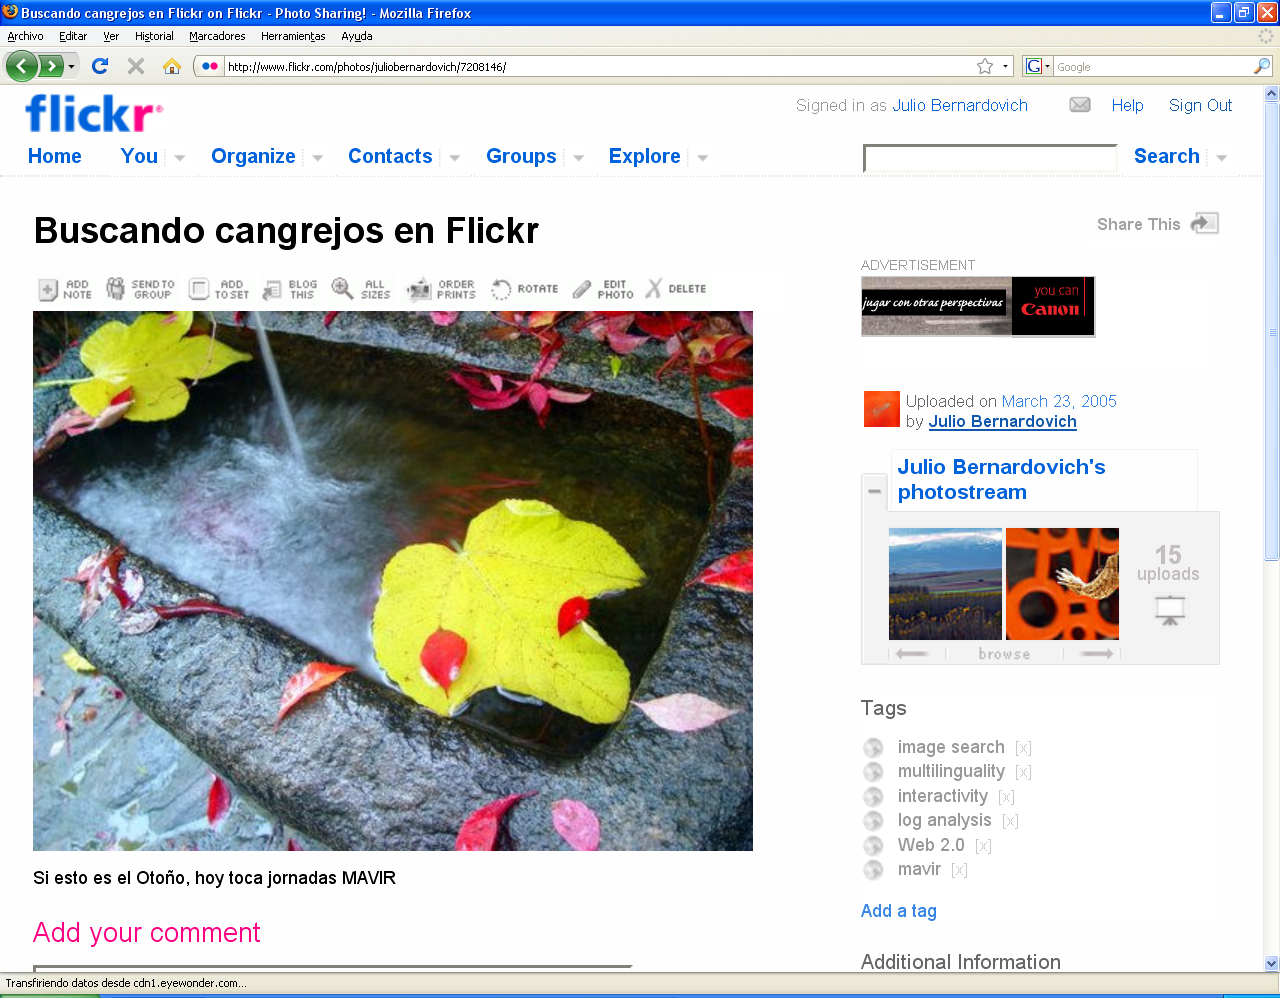 Buscando cangrejos en Flickr on Flickr - Photo Sharing! - Mozilla Firefox
Archivo Editar Ver Historial Marcadores Herramientas Ayuda
http://www.flickr.com/photos/juliobernardovich/7208146/
G Google
flickr
Signed in as Julio Bernardovich Help Sign Out
Home You Organize Contacts Groups Explore Search
Buscando cangrejos en Flickr
Share This
ADD NOTE
SEND TO GROUP
ADD TO SET
BLOG THIS
ALL SIZES
ORDER PRINTS
ROTATE
EDIT PHOTO
DELETE
ADVERTISEMENT
jugar con otras perspectivas
you can
Canon
Uploaded on March 23, 2005
by Julio Bernardovich
Julio Bernardovich's
photostream
15
uploads
browse
Tags
image search [x]
multilinguality [x]
interactivity [x]
log analysis [x]
Web 2.0 [x]
mavir [x]
Add a tag
Si esto es el Otoño, hoy toca jornadas MAVIR
Add your comment
Additional Information
Transfiriendo datos desde cdn1.eyewonder.com...